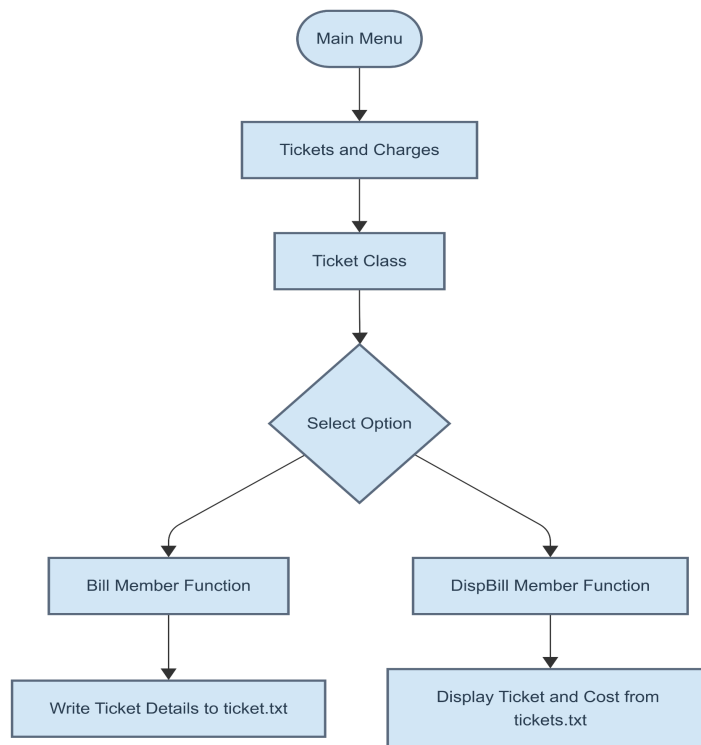 Main Menu
Tickets and Charges
Ticket Class
Select Option
Bill Member Function
DispBill Member Function
Write Ticket Details to ticket.txt
Display Ticket and Cost from
tickets.txt